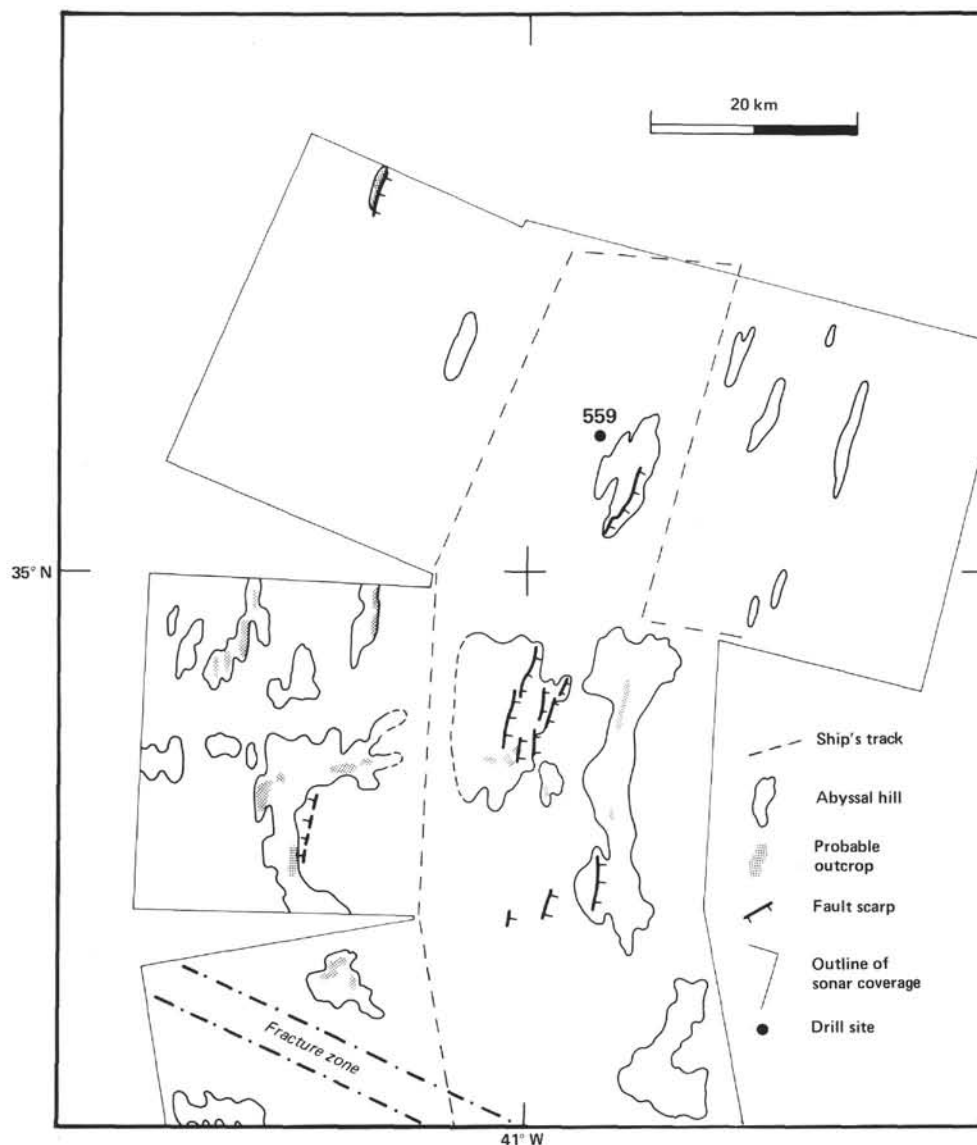 20 km
559
35° N
Ship's track
Abyssal hill
Probable
outcrop
Fault scarp
Outline of
sonar coverage
Drill site
Fracture zone
41° W